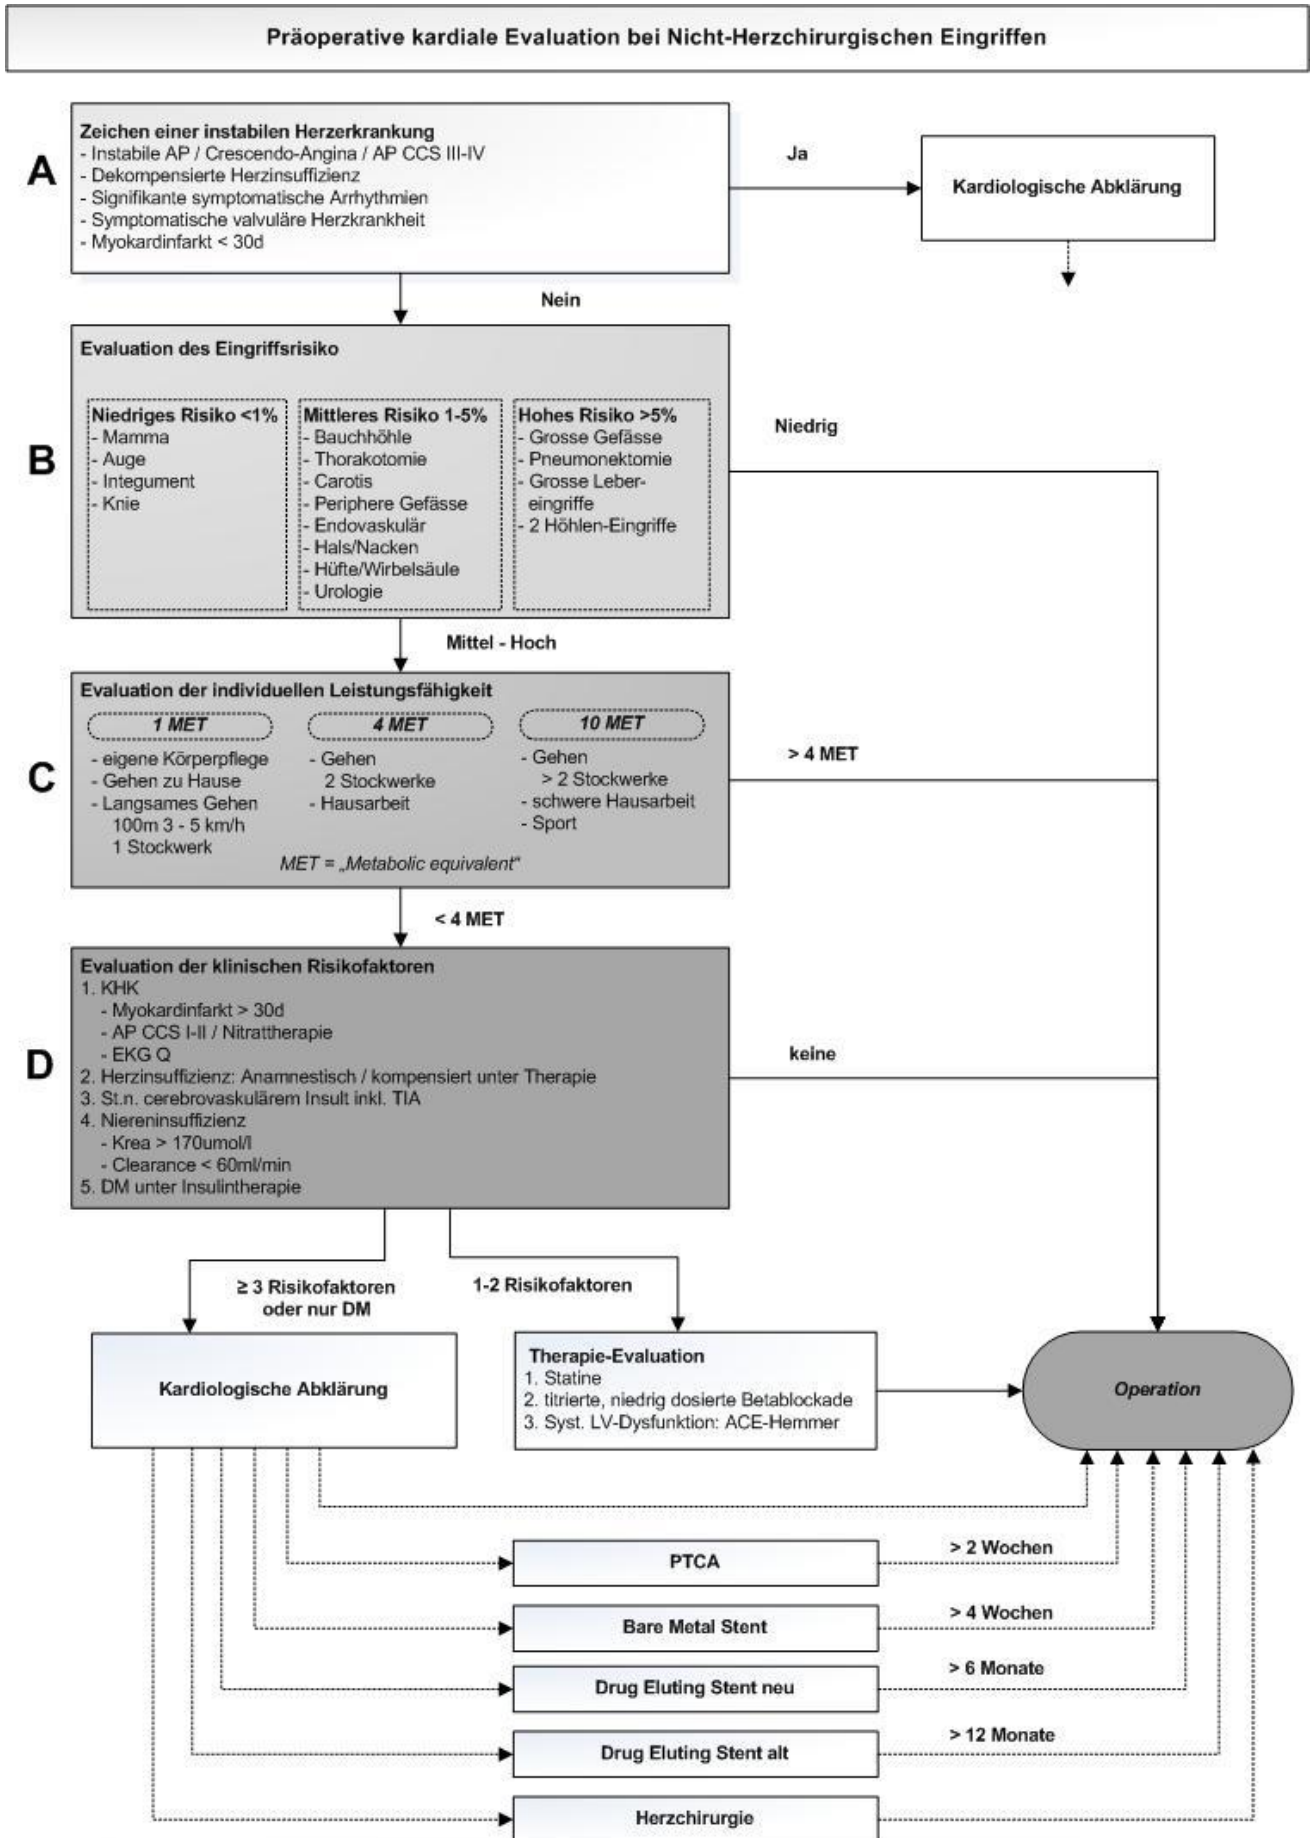 Präoperative kardiale Evaluation bei Nicht-Herzchirurgischen Eingriffen
A
Zeichen einer instabilen Herzerkrankung
- Instabile AP / Crescendo-Angina / AP CCS III-IV
- Dekompensierte Herzinsuffizienz
- Signifikante symptomatische Arrhythmien
- Symptomatische valvuläre Herzkrankheit
- Myokardinfarkt < 30d
Ja
Kardiologische Abklärung
Nein
B
Evaluation des Eingriffsrisiko
Niedriges Risiko <1%
- Mamma
- Auge
- Integument
- Knie
Mittleres Risiko 1-5%
- Bauchhöhle
- Thorakotomie
- Carotis
- Periphere Gefässe
- Endovaskulär
- Hals/Nacken
- Hüfte/Wirbelsäule
- Urologie
Hohes Risiko >5%
- Grosse Gefässe
- Pneumonektomie
- Grosse Leber-
eingriffe
- 2 Höhlen-Eingriffe
Niedrig
Mittel - Hoch
C
Evaluation der individuellen Leistungsfähigkeit
1 MET
- eigene Körperpflege
- Gehen zu Hause
- Langsames Gehen
100m 3 - 5 km/h
1 Stockwerk
4 MET
- Gehen
2 Stockwerke
- Hausarbeit
10 MET
- Gehen
> 2 Stockwerke
- schwere Hausarbeit
- Sport
MET = „Metabolic equivalent“
> 4 MET
< 4 MET
D
Evaluation der klinischen Risikofaktoren
1. KHK
- Myokardinfarkt > 30d
- AP CCS I-II / Nitrattherapie
- EKG Q
2. Herzinsuffizienz: Anamnestisch / kompensiert unter Therapie
3. St.n. cerebrovaskulärem Insult inkl. TIA
4. Niereninsuffizienz
- Krea > 170umol/l
- Clearance < 60ml/min
5. DM unter Insulintherapie
keine
≥ 3 Risikofaktoren
oder nur DM
1-2 Risikofaktoren
Kardiologische Abklärung
Therapie-Evaluation
1. Statine
2. titrierte, niedrig dosierte Betablockade
3. Syst. LV-Dysfunktion: ACE-Hemmer
Operation
PTCA
> 2 Wochen
Bare Metal Stent
> 4 Wochen
Drug Eluting Stent neu
> 6 Monate
Drug Eluting Stent alt
> 12 Monate
Herzchirurgie